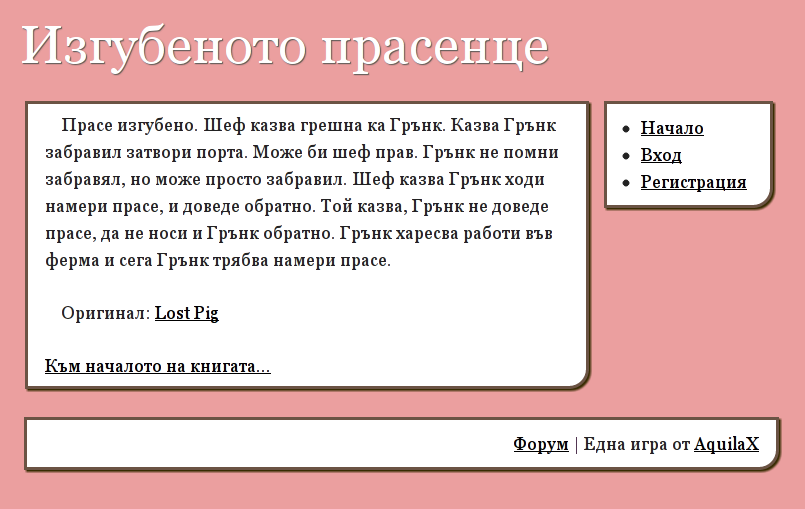 Изгубеното прасенце
Прасе изгубено. Шеф казва грешна ка Грънк. Казва Грънк
забравил затвори порта. Може би шеф прав. Грънк не помни
забравял, но може просто забравил. Шеф казва Грънк ходи
намери прасе, и доведе обратно. Той казва, Грънк не доведе
прасе, да не носи и Грънк обратно. Грънк харесва работи във
ферма и сега Грънк трябва намери прасе.
Оригинал: Lost Pig
Към началото на книгата...
Начало
Вход
Регистрация
Форум | Една игра от AquilaX